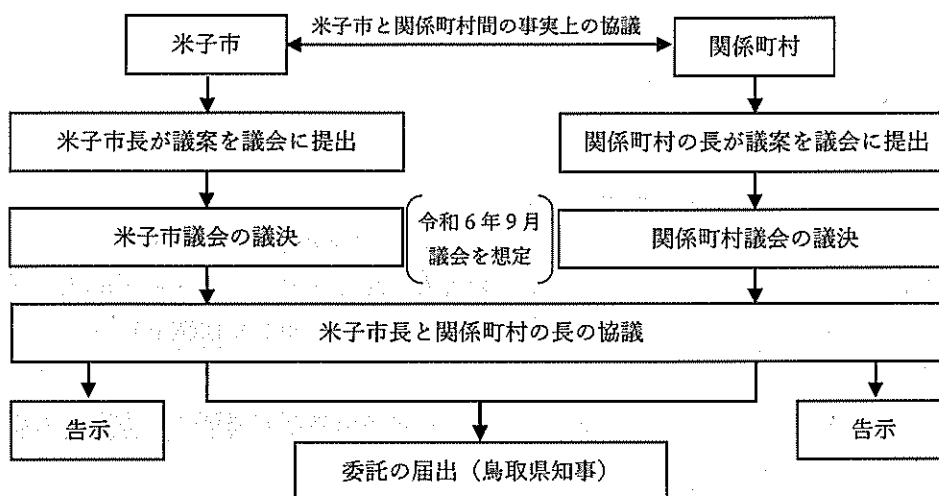 米子市と関係町村間の事実上の協議
米子市
関係町村
米子市長が議案を議会に提出
関係町村の長が議案を議会に提出
米子市議会の議決
令和6年9月
議会を想定
関係町村議会の議決
米子市長と関係町村の長の協議
告示
告示
委託の届出（鳥取県知事）